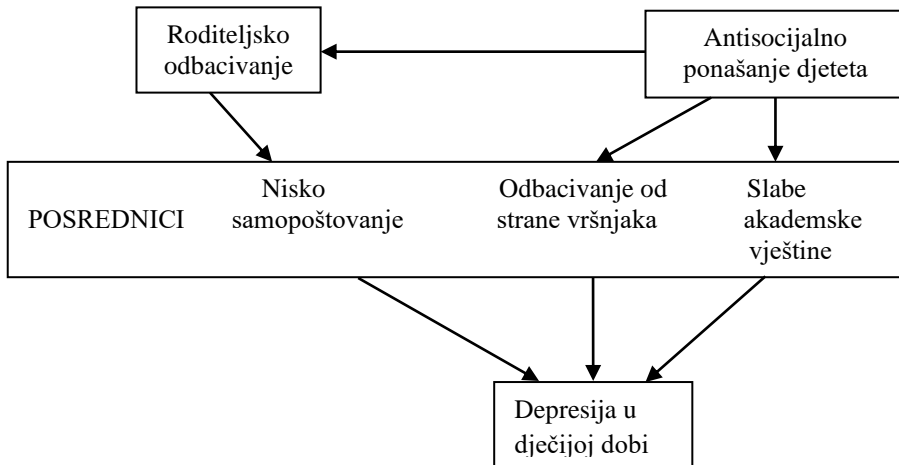 Roditeljsko
odbacivanje
Antisocijalno
ponašanje djeteta
POSREDNICI
Nisko
samopoštovanje
Odbacivanje od
strane vršnjaka
Slabe
akademske
vještine
Depresija u
dječijoj dobi